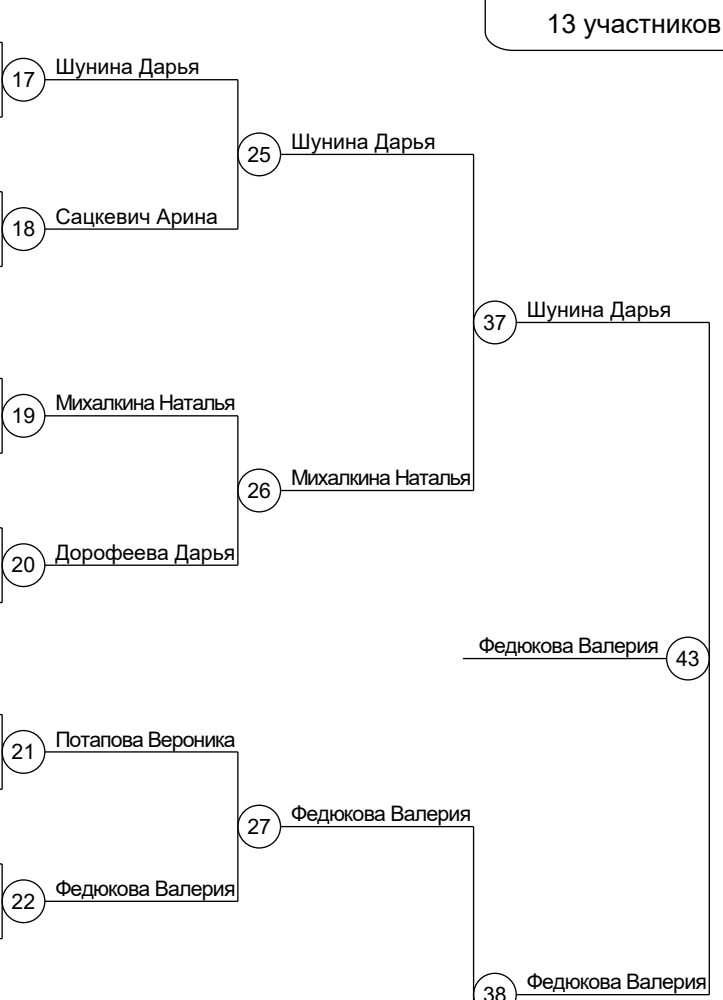 13 участников
17 Шунина Дарья
25 Шунина Дарья
18 Сацкевич Арина
37 Шунина Дарья
19 Михалкина Наталья
26 Михалкина Наталья
20 Дорофеева Дарья
Федюкова Валерия 43
21 Потапова Вероника
27 Федюкова Валерия
22 Федюкова Валерия
38 Федюкова Валерия